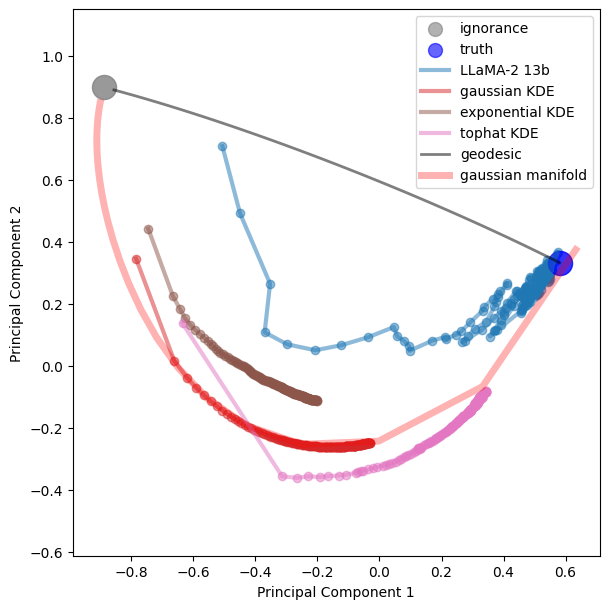 ignorance
truth
LLaMA-2 13b
gaussian KDE
exponential KDE
tophat KDE
geodesic
gaussian manifold
Principal Component 2
1.0
0.8
0.6
0.4
0.2
0.0
−0.2
−0.4
−0.6
−0.8 −0.6 −0.4 −0.2 0.0 0.2 0.4 0.6
Principal Component 1